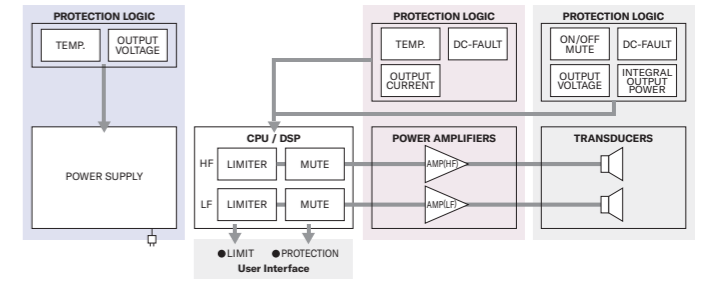 PROTECTION LOGIC
TEMP.
OUTPUT
VOLTAGE
POWER SUPPLY
PROTECTION LOGIC
TEMP.
DC-FAULT
OUTPUT
CURRENT
PROTECTION LOGIC
ON/OFF
MUTE
DC-FAULT
OUTPUT
VOLTAGE
INTEGRAL
OUTPUT
POWER
CPU / DSP
HF
LIMITER
MUTE
LF
LIMITER
MUTE
POWER AMPLIFIERS
AMP(HF)
AMP(LF)
TRANSDUCERS
●LIMIT
●PROTECTION
User Interface